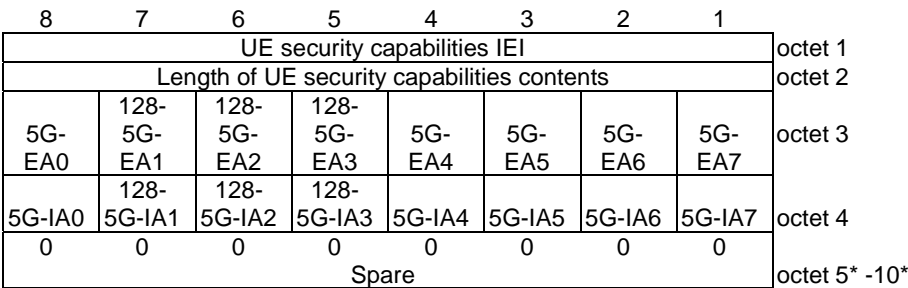 8 7 6 5 4 3 2 1
UE security capabilities IEI octet 1
Length of UE security capabilities contents octet 2
128- 128- 128-
5G- 5G- 5G- 5G- 5G- 5G- 5G- 5G- octet 3
EA0 EA1 EA2 EA3 EA4 EA5 EA6 EA7
128- 128- 128-
5G-IA0 5G-IA1 5G-IA2 5G-IA3 5G-IA4 5G-IA5 5G-IA6 5G-IA7 octet 4
0 0 0 0 0 0 0 0
Spare octet 5* -10*